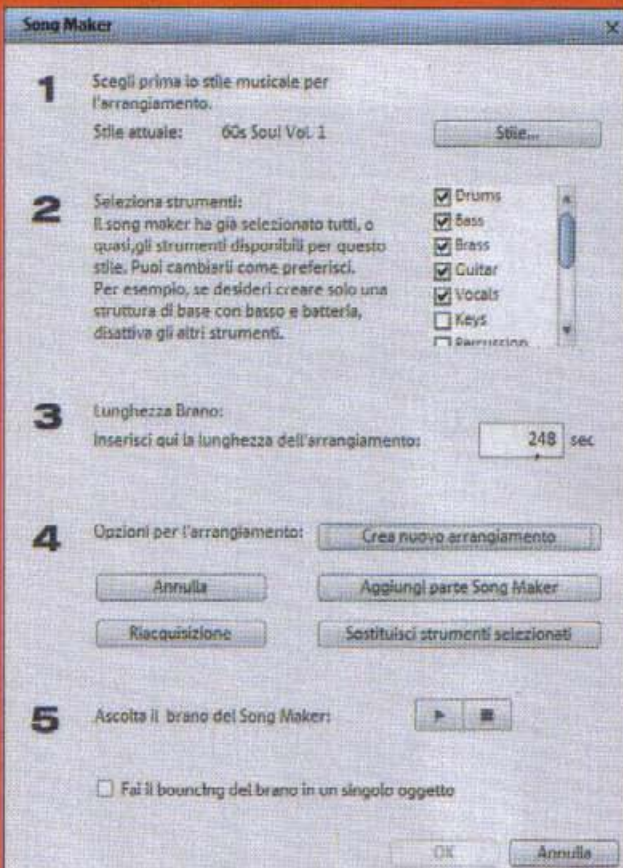 Song Maker
1
Scegli prima lo stile musicale per
l'arrangiamento.
Stile attuale: 60s Soul Vol. 1
Stile...
2
Seleziona strumenti:
Il song maker ha già selezionato tutti, o
quasi,gli strumenti disponibili per questo
stile. Puoi cambiarli come preferisci.
Per esempio, se desideri creare solo una
struttura di base con basso e batteria,
disattiva gli altri strumenti.
Drums
Bass
Brass
Guitar
Vocals
Keys
Percussion
3
Lunghezza Brano:
Inserisci qui la lunghezza dell'arrangiamento:
248 sec
4
Opzioni per l'arrangiamento:
Crea nuovo arrangiamento
Annulla
Aggiungi parte Song Maker
Riacquisizione
Sostituisci strumenti selezionati
5
Ascolta il brano del Song Maker:
Fai il bouncing del brano in un singolo oggetto
OK
Annulla